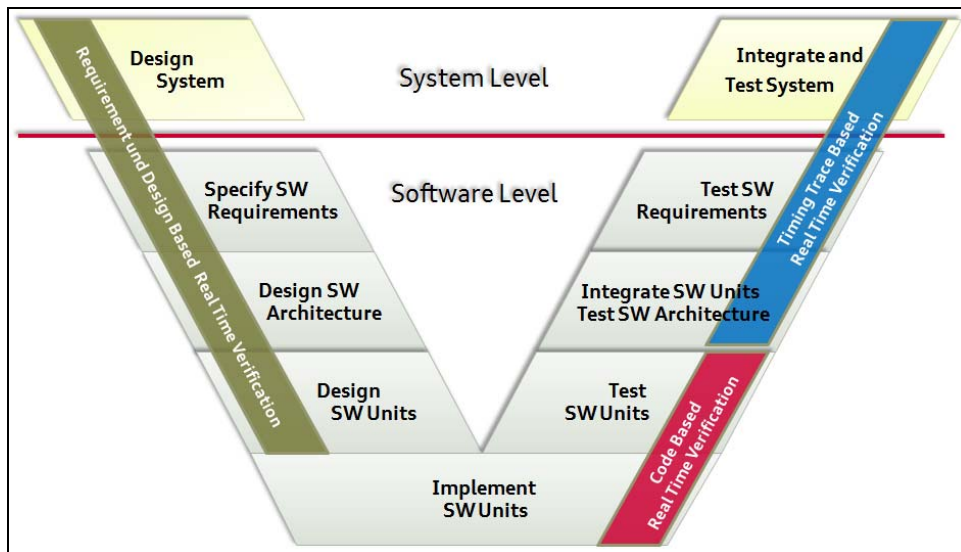 Design
System
System Level
Integrate and
Test System
Requirement und Design Based Real Time Verification
Timing Trace Based
Real Time Verification
Specify SW
Requirements
Software Level
Test SW
Requirements
Design SW
Architecture
Integrate SW Units
Test SW Architecture
Design
SW Units
Test
SW Units
Code Based
Real Time Verification
Implement
SW Units